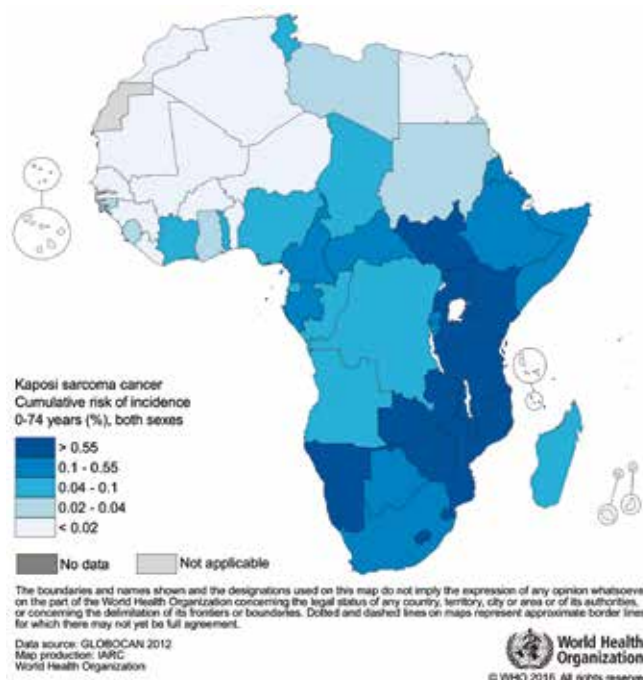 Kaposi sarcoma cancer
Cumulative risk of incidence
0-74 years (%), both sexes
> 0.55
0.1 - 0.55
0.04 - 0.1
0.02 - 0.04
< 0.02
No data
Not applicable
The boundaries and names shown and the designations used on this map do not imply the expression of any opinion whatsoever
on the part of the World Health Organization concerning the legal status of any country, territory, city or area or of its authorities,
or concerning the delimitation of its frontiers or boundaries. Dotted and dashed lines on maps represent approximate border lines
for which there may not yet be full agreement.
Data source: GLOBOCAN 2012
Map production: IARC
World Health Organization
World Health
Organization
© WHO 2016. All rights reserve